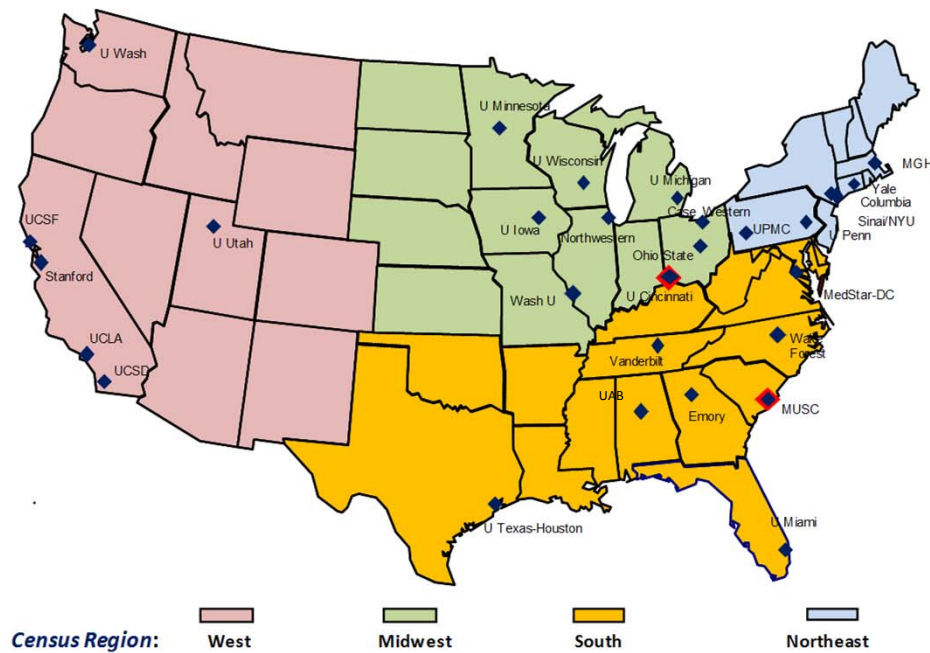 U Wash
U Minnesota
U Wisconsin
U Michigan
MGH
Yale
Columbia
Sinai/NYU
UCSF
U Utah
U Iowa
Northwestern
Case Western
UPMC
U Penn
Stanford
Ohio State
Wash U
U Cincinnati
MedStar-DC
UCLA
Vanderbilt
Wake
Forest
UCSD
UAB
Emory
MUSC
U Texas-Houston
U Miami
Census Region:
West
Midwest
South
Northeast